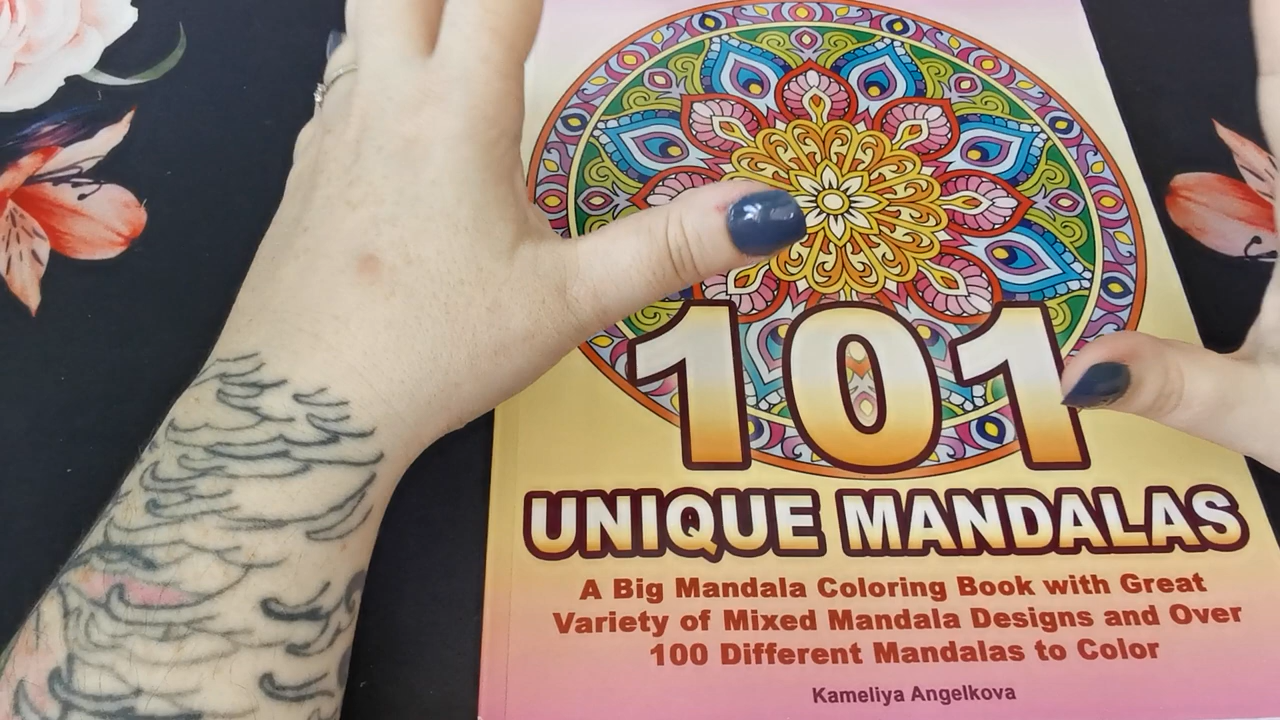 101
UNIQUE MANDALAS
A Big Mandala Coloring Book with Great
Variety of Mixed Mandala Designs and Over
100 Different Mandalas to Color
Kameliya Angelkova